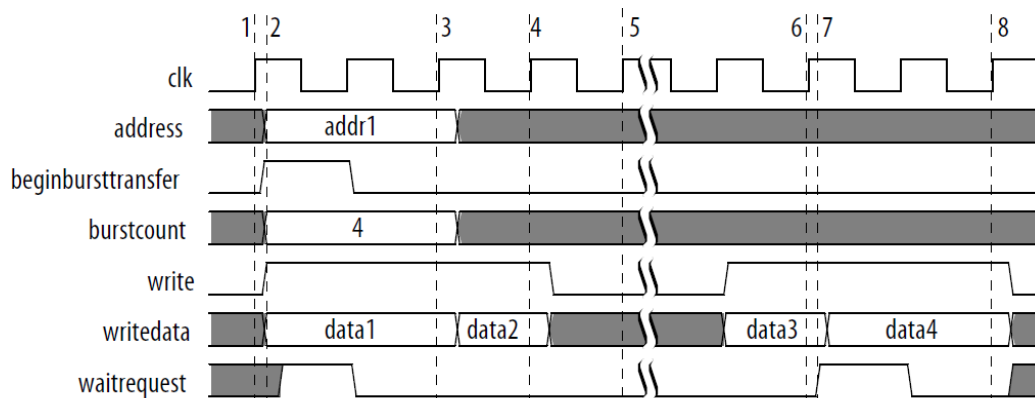 1 2 3 4 5 6 7 8
clk
address addr1
beginbursttransfer
burstcount 4
write
writedata data1 data2 data3 data4
waitrequest